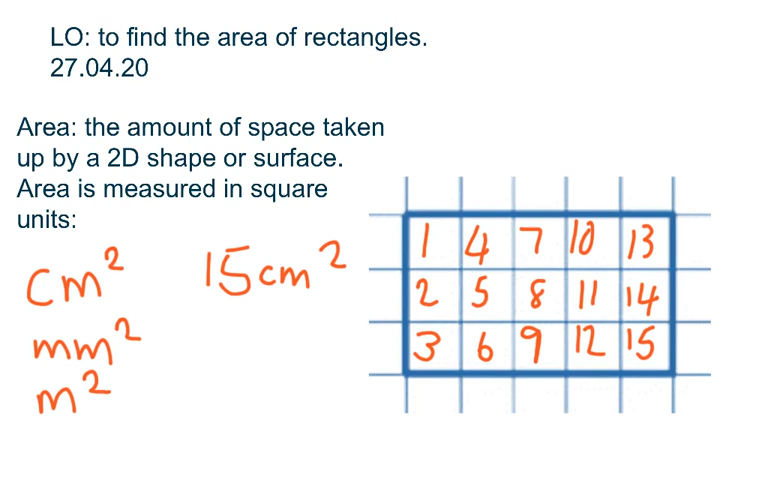 LO: to find the area of rectangles.
27.04.20
Area: the amount of space taken
up by a 2D shape or surface.
Area is measured in square
units:
cm²
15cm²
mm²
m²
1 4 7 10 13
2 5 8 11 14
3 6 9 12 15